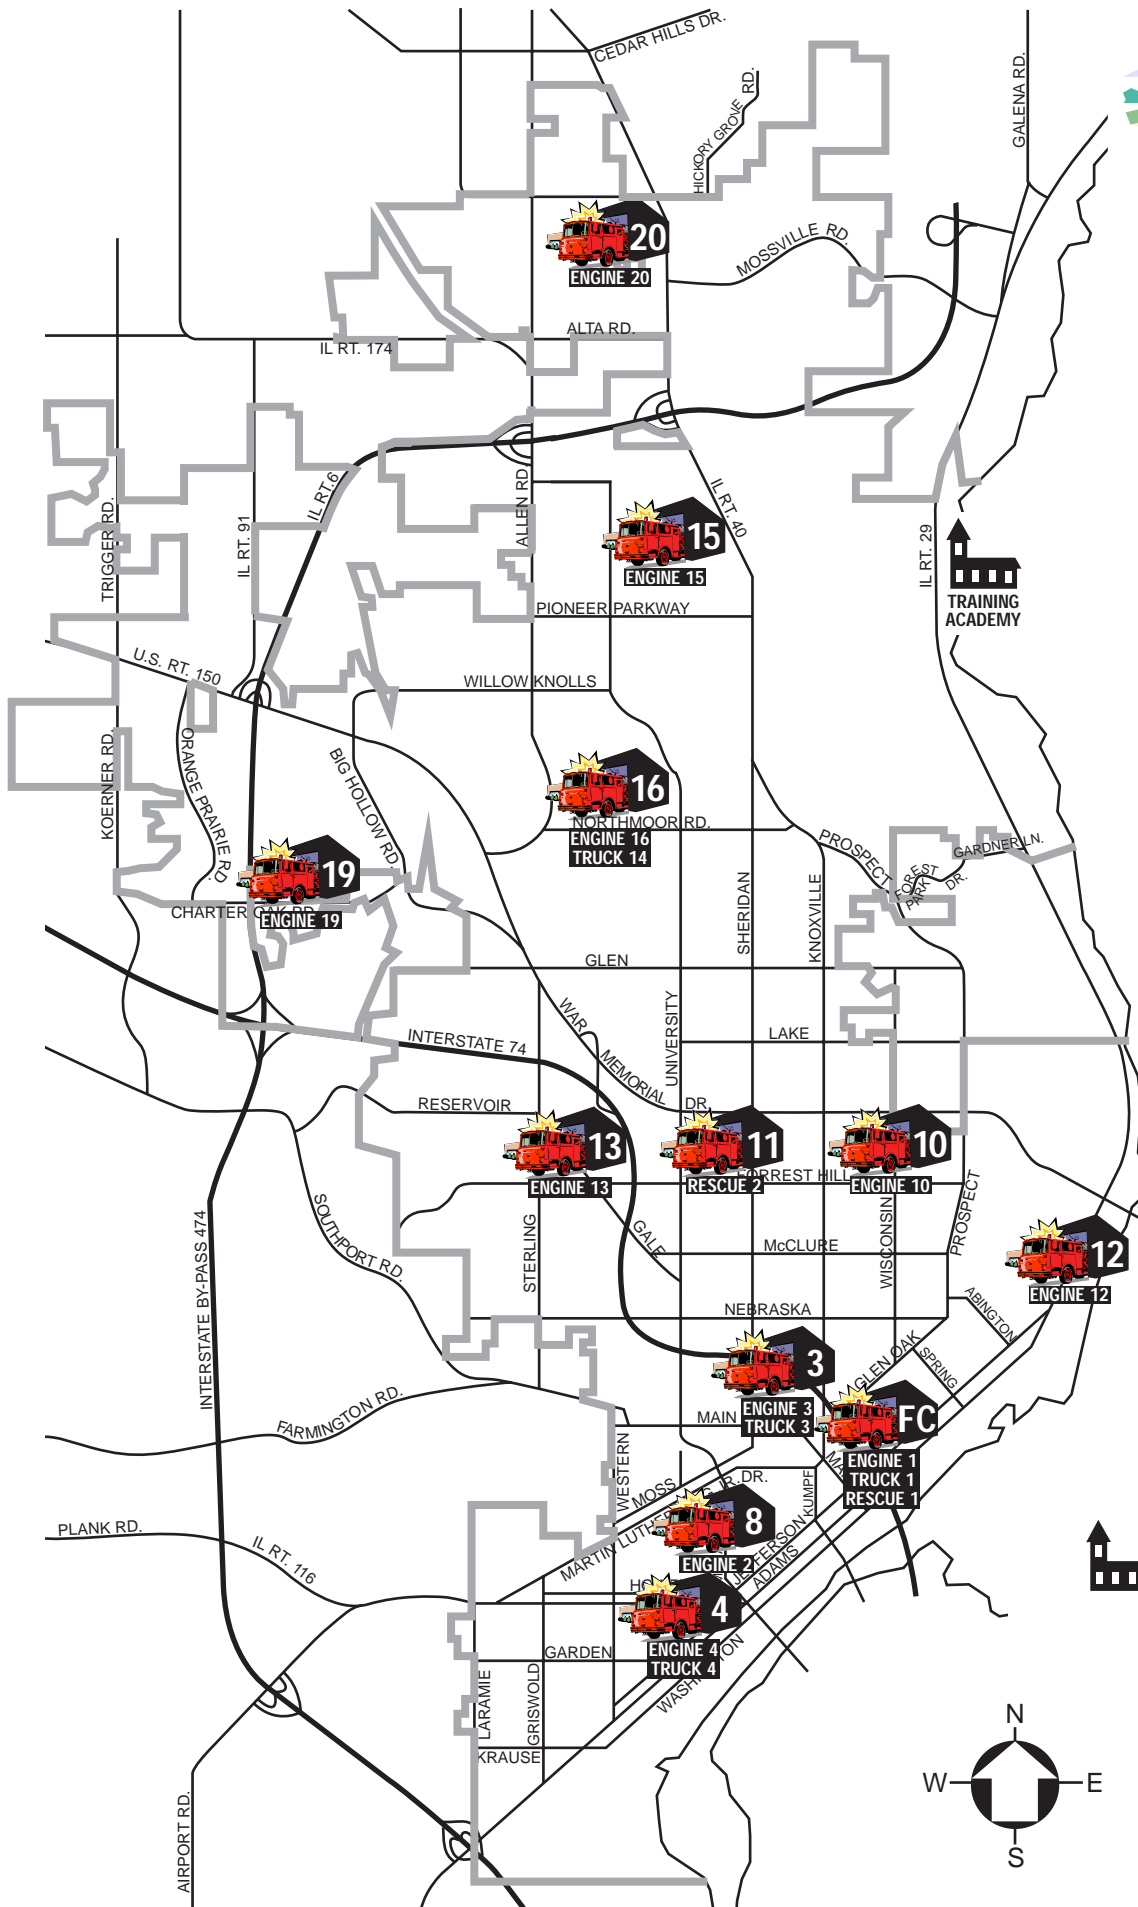 CEDAR HILLS DR.
GALENA RD.
HICKORY GROVE RD.
20
ENGINE 20
MOSSVILLE RD.
ALTA RD.
IL RT. 174
TRIGGER RD.
IL RT. 91
IL RT.6
ALLEN RD.
IL RT. 40
15
ENGINE 15
IL RT. 29
TRAINING
ACADEMY
PIONEER PARKWAY
U.S. RT. 150
WILLOW KNOLLS
KOERNER RD.
ORANGE PRAIRIE RD.
BIG HOLLOW RD.
16
NORTHMOOR RD.
ENGINE 16
TRUCK 14
PROSPECT
GARDNER LN.
FOREST
PARK
DR.
19
CHARTER OAK RD.
ENGINE 19
SHERIDAN
KNOXVILLE
GLEN
WAR
MEMORIAL
DR.
UNIVERSITY
LAKE
INTERSTATE 74
RESERVOIR
13
ENGINE 13
11
RESCUE 2
FORREST HILL
10
ENGINE 10
INTERSTATE BY-PASS 474
SOUTHPORT RD.
STERLING
GALE
McCLURE
WISCONSIN
PROSPECT
12
ENGINE 12
NEBRASKA
ABINGTON
GLEN OAK
SPRING
3
ENGINE 3
TRUCK 3
FARMINGTON RD.
MAIN
FC
ENGINE 1
TRUCK 1
RESCUE 1
WESTERN
MOSS
KUMPF
PLANK RD.
IL RT. 116
8
ENGINE 2
JEFFERSON
ADAMS
4
ENGINE 4
TRUCK 4
GARDEN
LARAMIE
GRISWOLD
WASHINGTON
KRAUSE
AIRPORT RD.
N
W
E
S